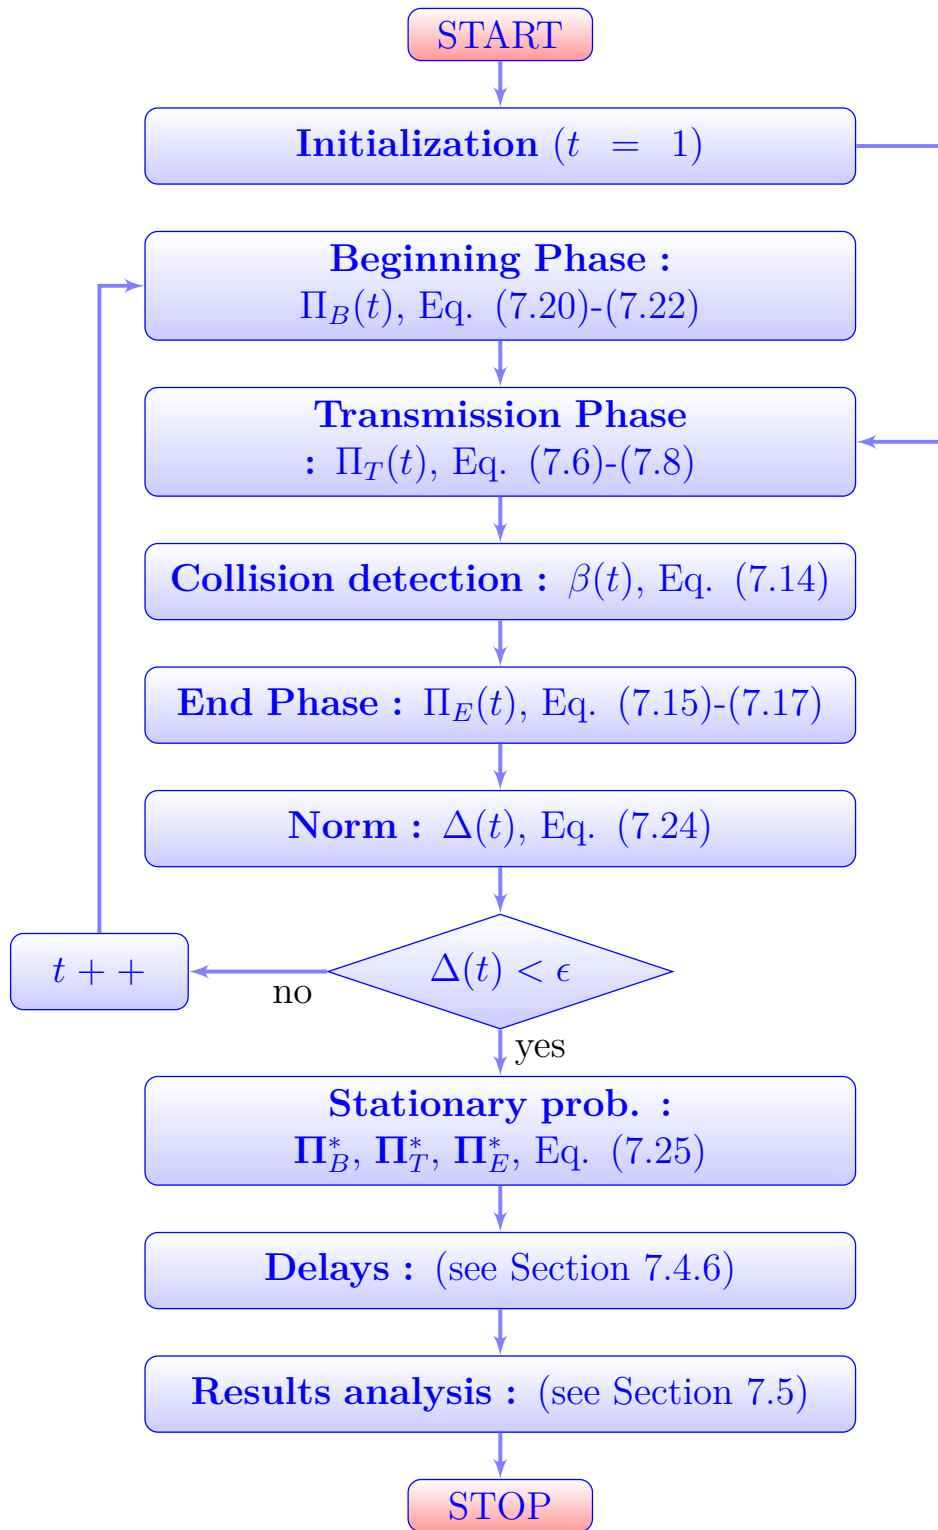 START
Initialization (t = 1)
Beginning Phase :
Π_B(t), Eq. (7.20)-(7.22)
Transmission Phase
: Π_T(t), Eq. (7.6)-(7.8)
Collision detection : β(t), Eq. (7.14)
End Phase : Π_E(t), Eq. (7.15)-(7.17)
Norm : Δ(t), Eq. (7.24)
t + +
Δ(t) < ϵ
no
yes
Stationary prob. :
Π*_B, Π*_T, Π*_E, Eq. (7.25)
Delays : (see Section 7.4.6)
Results analysis : (see Section 7.5)
STOP